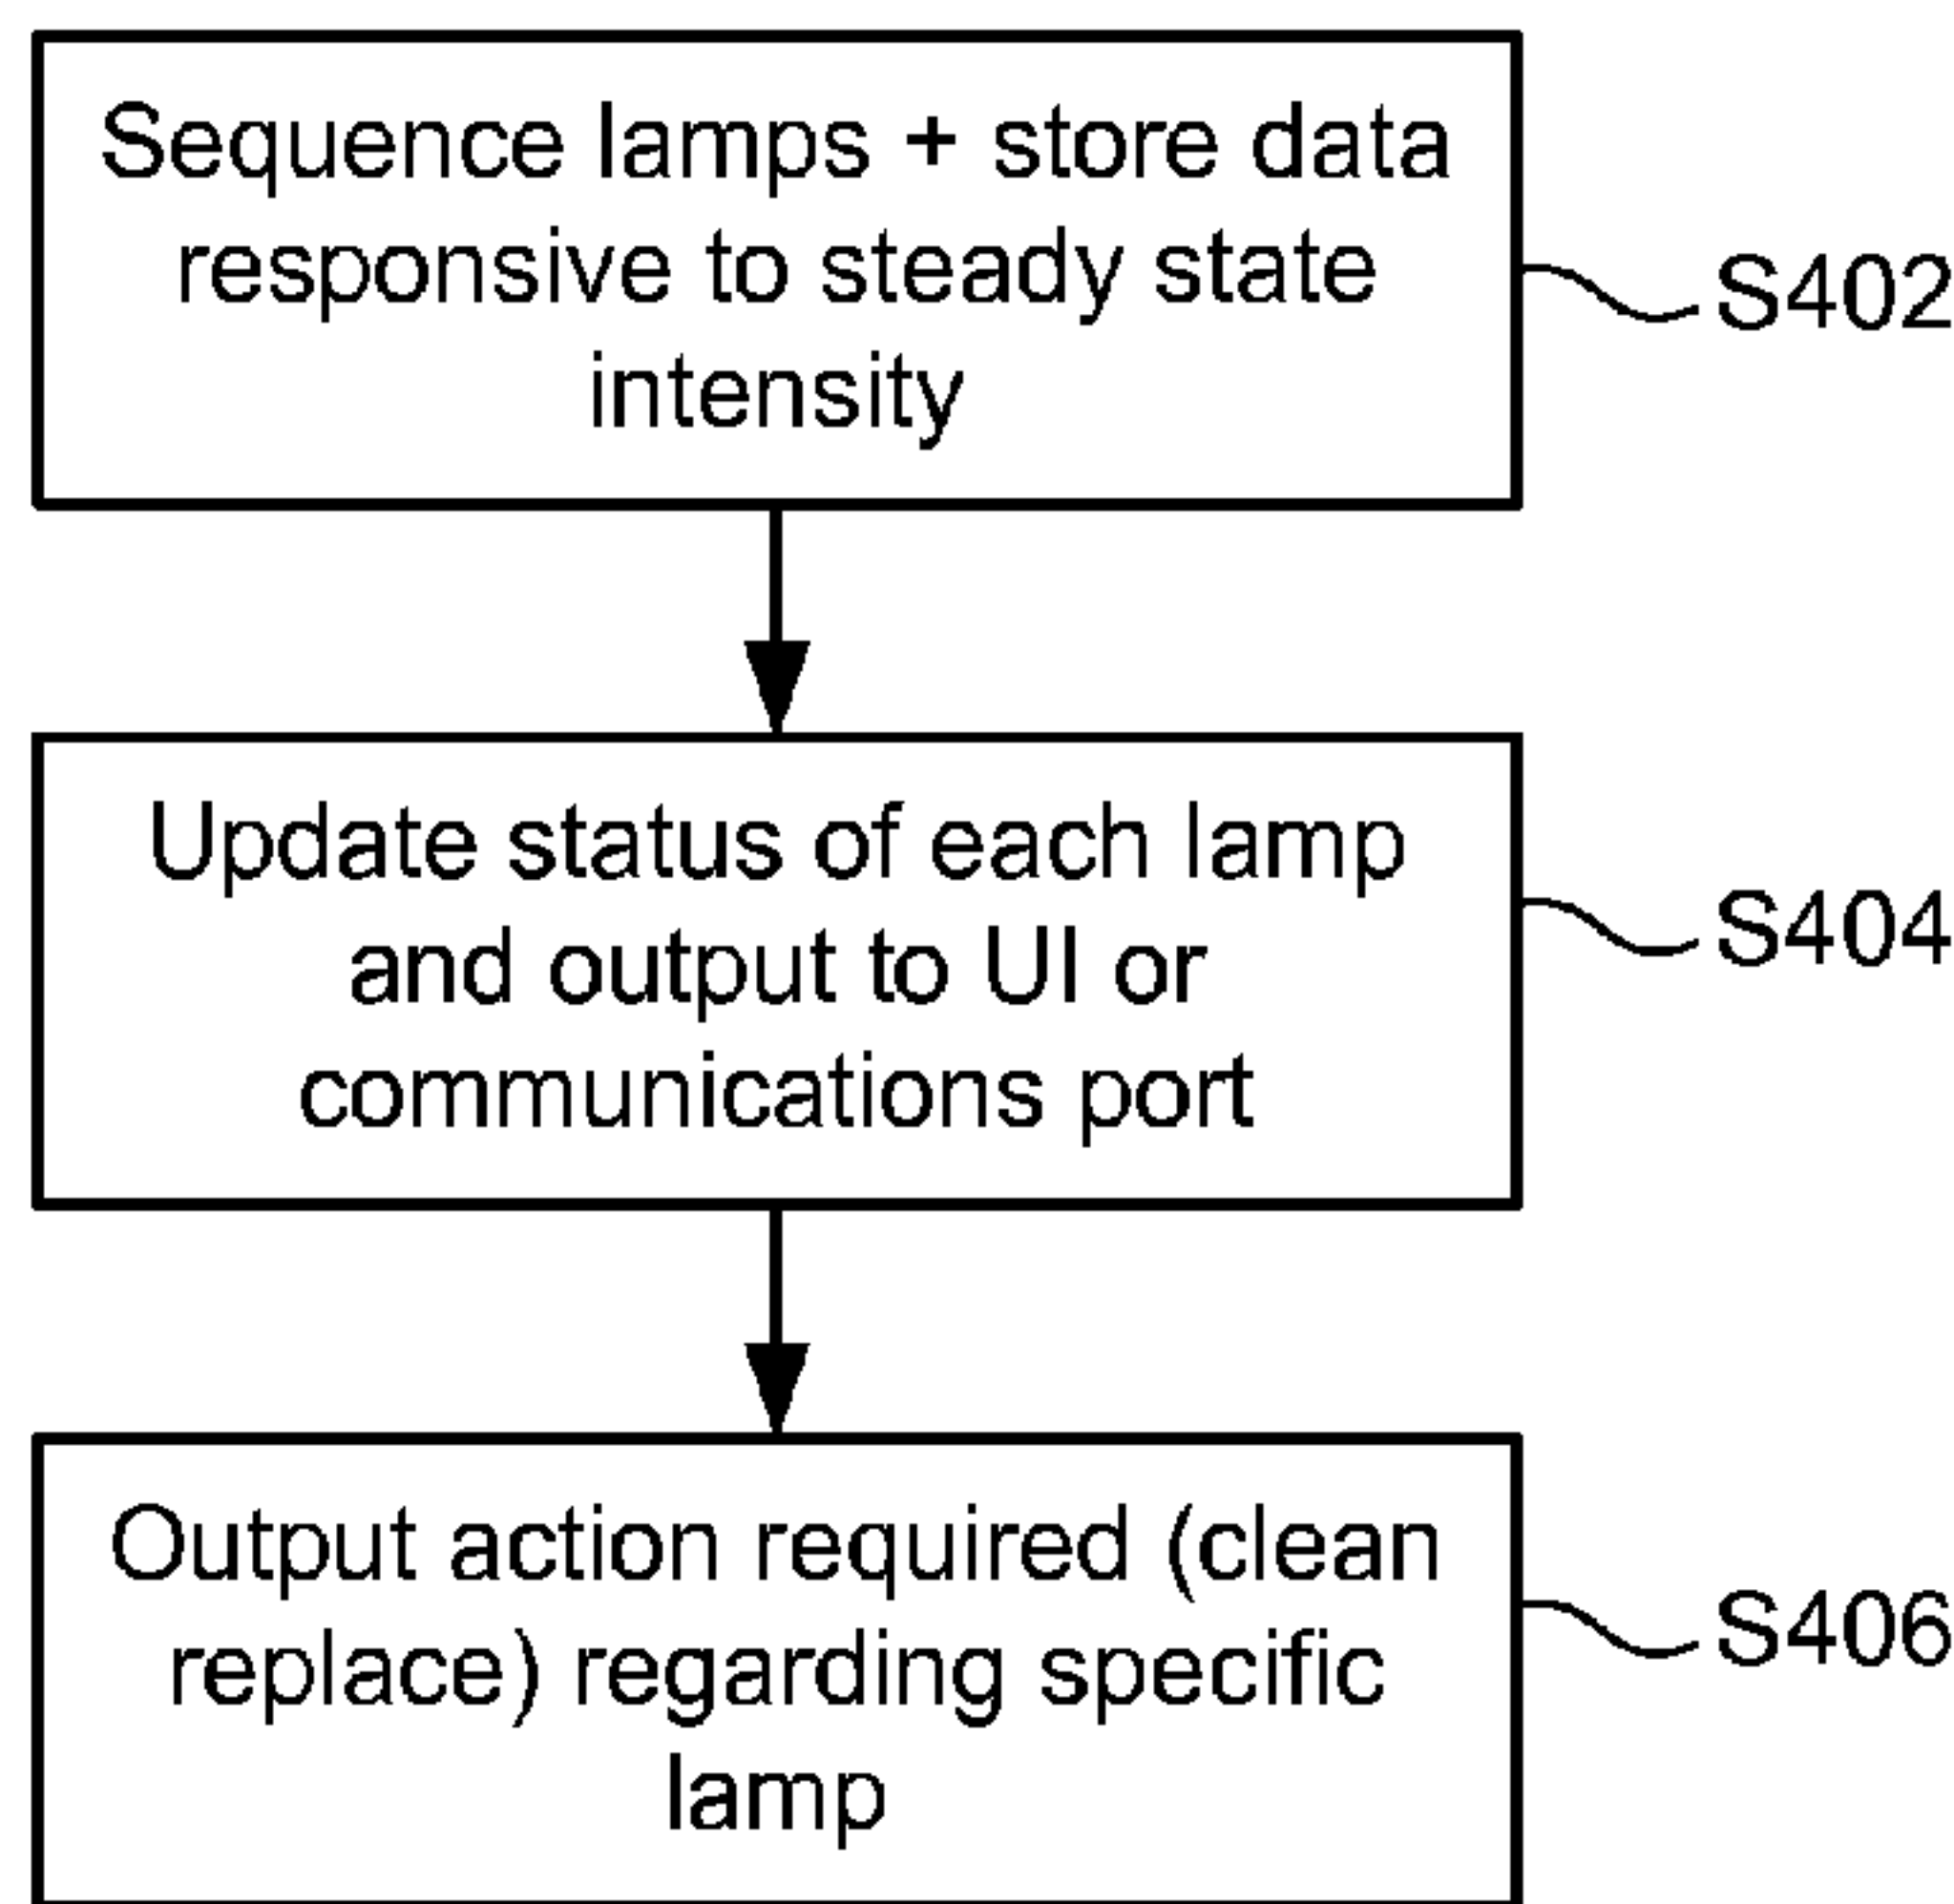 Sequence lamps + store data
responsive to steady state
intensity
S402
Update status of each lamp
and output to UI or
communications port
S404
Output action required (clean
replace) regarding specific
lamp
S406